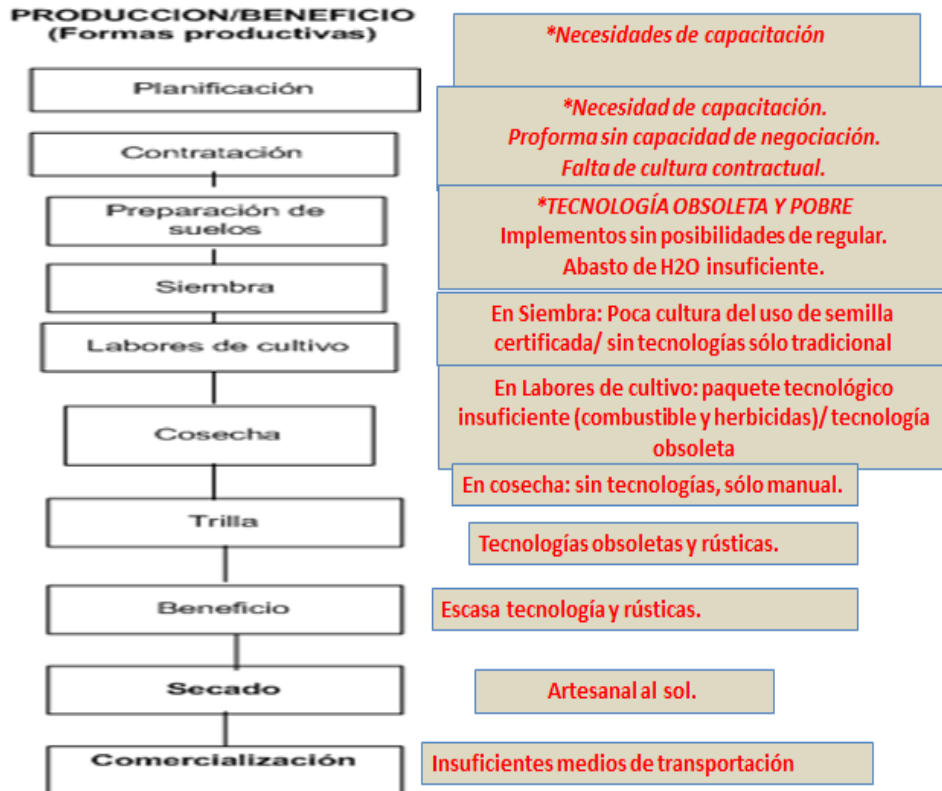 PRODUCCION/BENEFICIO
(Formas productivas)
*Necesidades de capacitación
Planificación
*Necesidad de capacitación.
Proforma sin capacidad de negociación.
Falta de cultura contractual.
Contratación
Preparación de
suelos
*TECNOLOGÍA OBSOLETA Y POBRE
Implementos sin posibilidades de regular.
Abasto de H2O insuficiente.
Siembra
En Siembra: Poca cultura del uso de semilla
certificada/ sin tecnologías sólo tradicional
Labores de cultivo
En Labores de cultivo: paquete tecnológico
insuficiente (combustible y herbicidas)/ tecnología
obsoleta
Cosecha
En cosecha: sin tecnologías, sólo manual.
Trilla
Tecnologías obsoletas y rústicas.
Beneficio
Escasa tecnología y rústicas.
Secado
Artesanal al sol.
Comercialización
Insuficientes medios de transportación